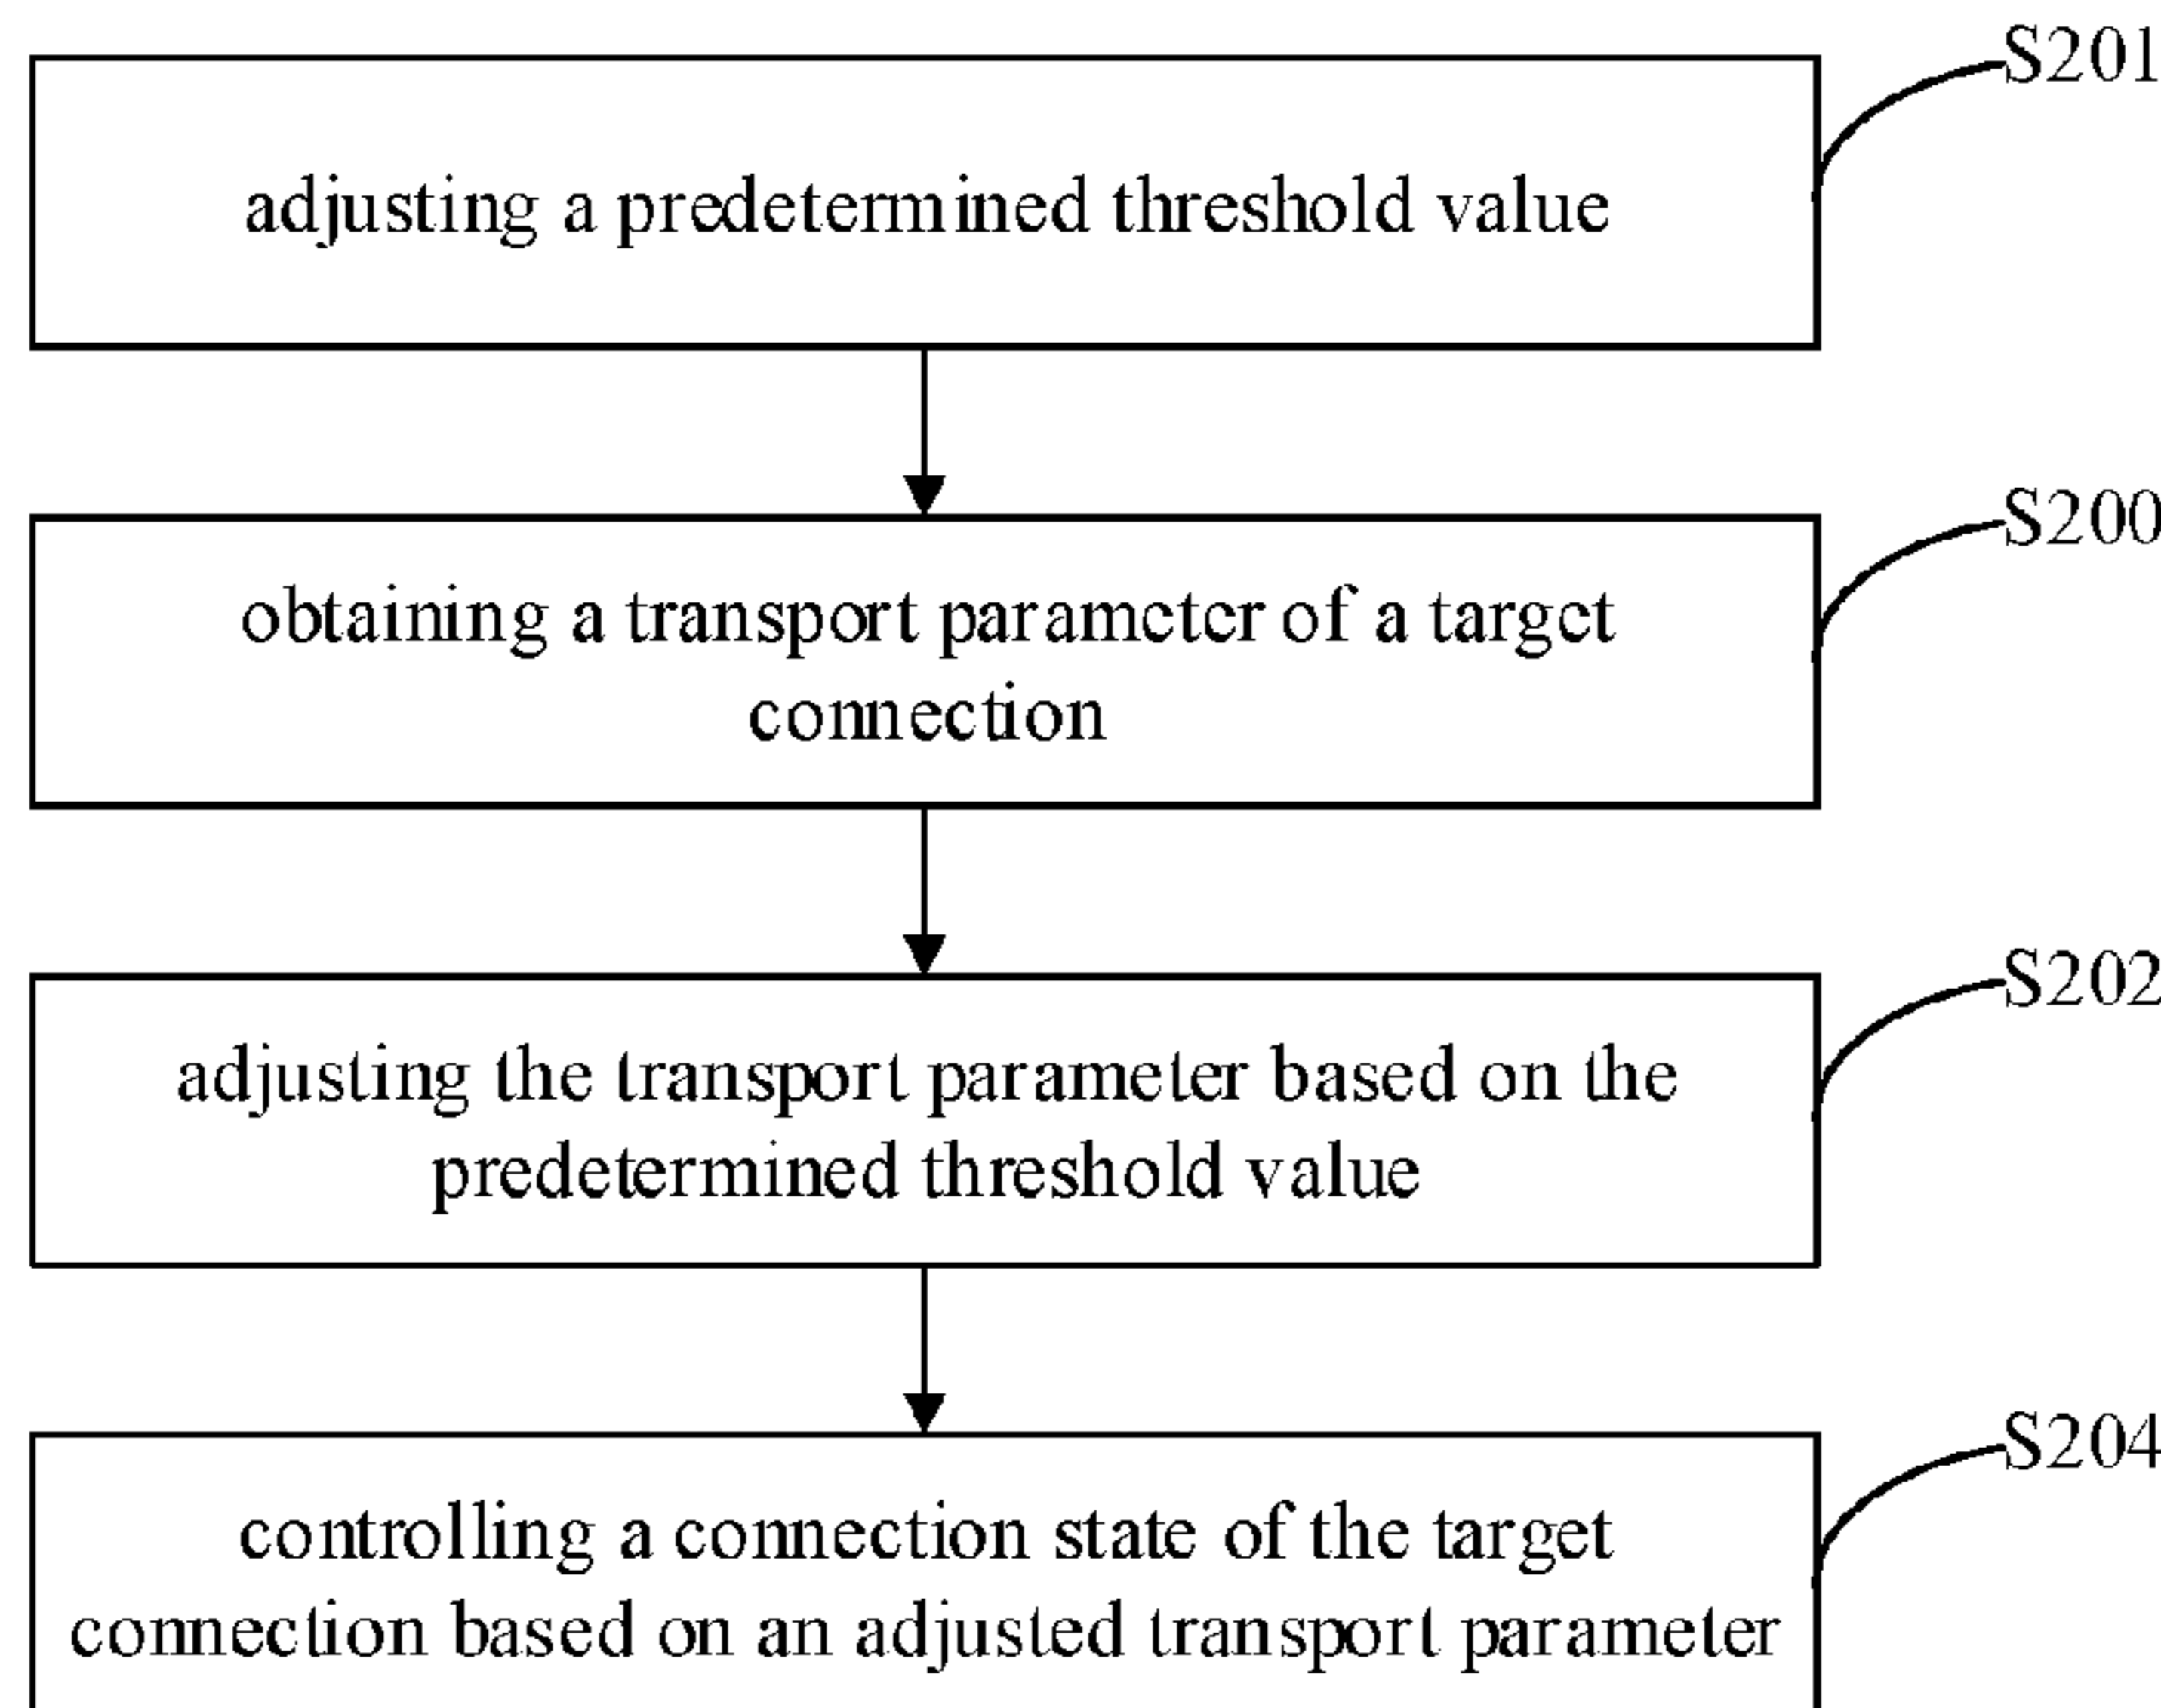 S201
adjusting a predetermined threshold value
S200
obtaining a transport parameter of a target
connection
S202
adjusting the transport parameter based on the
predetermined threshold value
S204
controlling a connection state of the target
connection based on an adjusted transport parameter